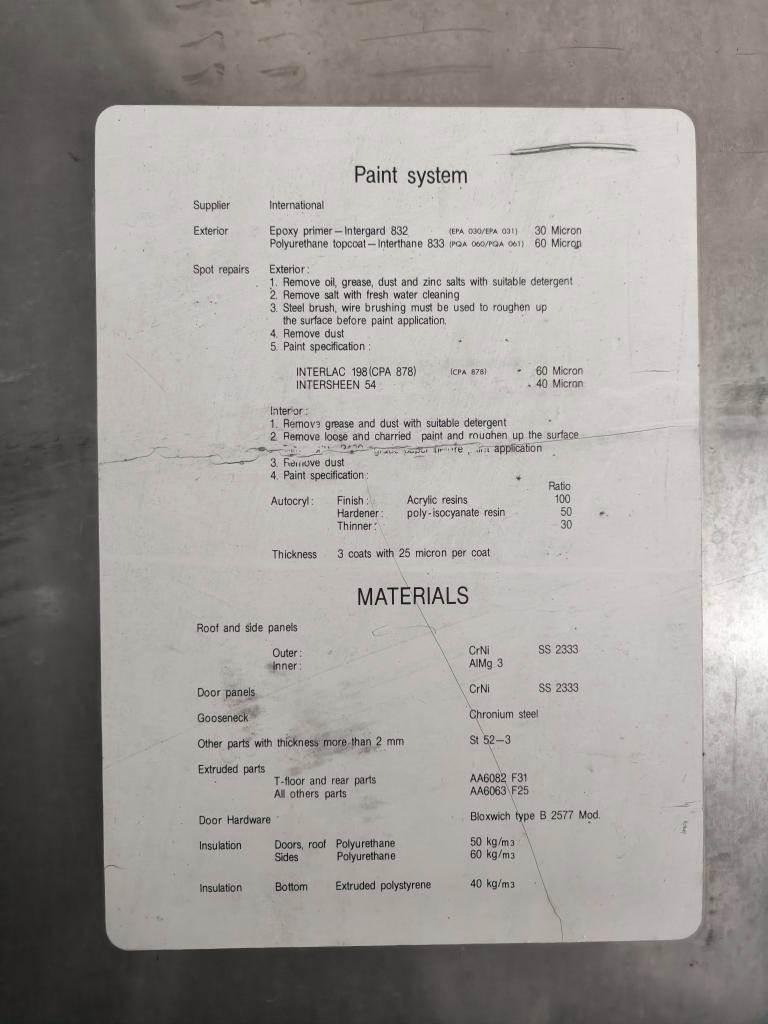 Paint system
Supplier International
Exterior Epoxy primer – Intergard 832 (EPA 030/EPA 031) 30 Micron
Polyurethane topcoat – Interthane 833 (PQA 060/PQA 061) 60 Micron
Spot repairs Exterior:
1. Remove oil, grease, dust and zinc salts with suitable detergent
2. Remove salt with fresh water cleaning
3. Steel brush, wire brushing must be used to roughen up
the surface before paint application.
4. Remove dust
5. Paint specification:
INTERLAC 198 (CPA 878) (CPA 878) 60 Micron
INTERSHEEN 54 40 Micron
Interior:
1. Remove grease and dust with suitable detergent
2. Remove loose and charried paint and roughen up the surface
paper application
3. Remove dust
4. Paint specification:
Ratio
Autocryl: Finish: Acrylic resins 100
Hardener: poly-isocyanate resin 50
Thinner: 30
Thickness 3 coats with 25 micron per coat
MATERIALS
Roof and side panels
Outer: CrNi SS 2333
Inner: AlMg 3
Door panels CrNi SS 2333
Gooseneck Chronium steel
Other parts with thickness more than 2 mm St 52–3
Extruded parts
T-floor and rear parts AA6082 F31
All others parts AA6063 F25
Door Hardware Bloxwich type B 2577 Mod.
Insulation Doors, roof Polyurethane 50 kg/m3
Sides Polyurethane 60 kg/m3
Insulation Bottom Extruded polystyrene 40 kg/m3